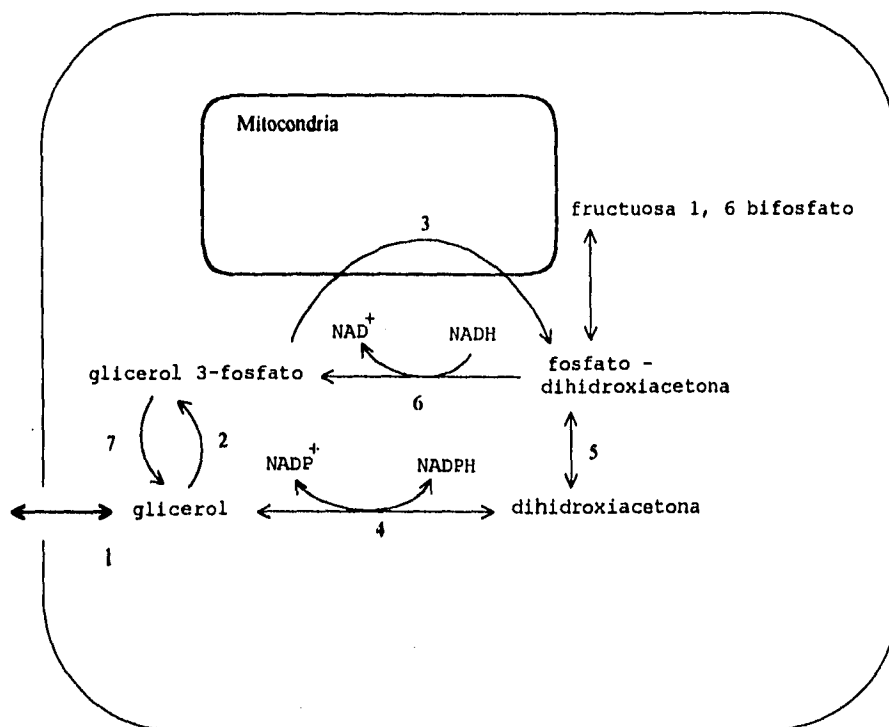 Mitocondria
fructuosa 1, 6 bifosfato
3
NAD+
NADH
glicerol 3-fosfato
fosfato -
dihidroxiacetona
6
7
2
5
NADP+
NADPH
glicerol
dihidroxiacetona
4
1